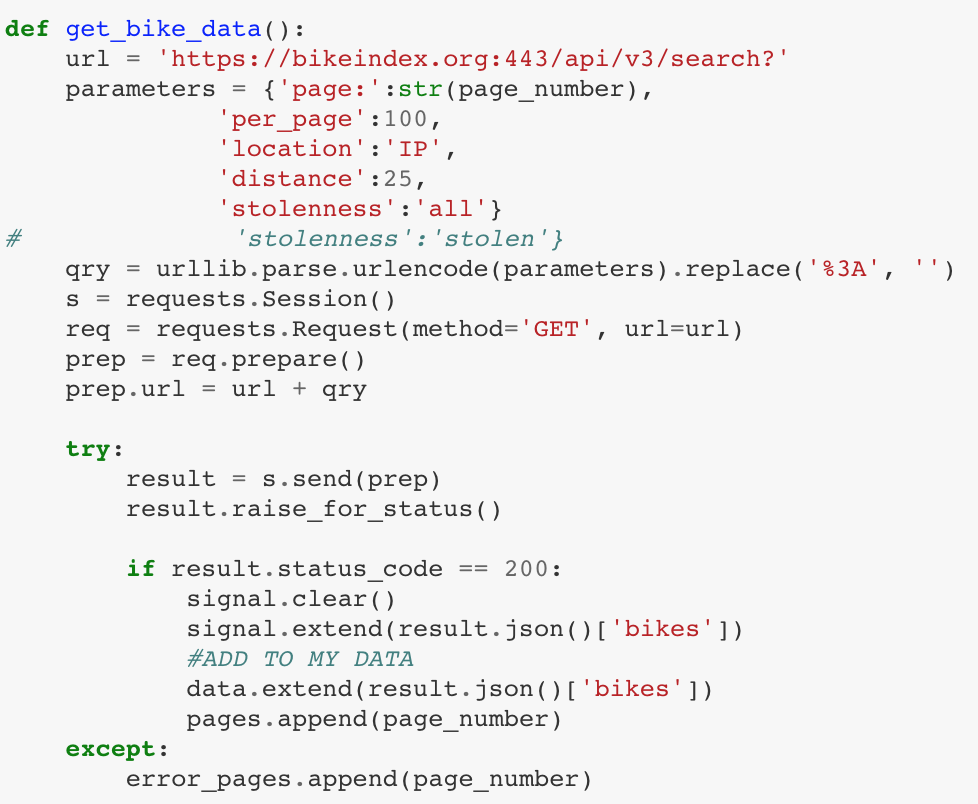 def get_bike_data():
    url = 'https://bikeindex.org:443/api/v3/search?'
    parameters = {'page:':str(page_number),
              'per_page':100,
              'location':'IP',
              'distance':25,
              'stolenness':'all'}
#              'stolenness':'stolen'}
    qry = urllib.parse.urlencode(parameters).replace('%3A', '')
    s = requests.Session()
    req = requests.Request(method='GET', url=url)
    prep = req.prepare()
    prep.url = url + qry

    try:
        result = s.send(prep)
        result.raise_for_status()

        if result.status_code == 200:
            signal.clear()
            signal.extend(result.json()['bikes'])
            #ADD TO MY DATA
            data.extend(result.json()['bikes'])
            pages.append(page_number)
    except:
        error_pages.append(page_number)